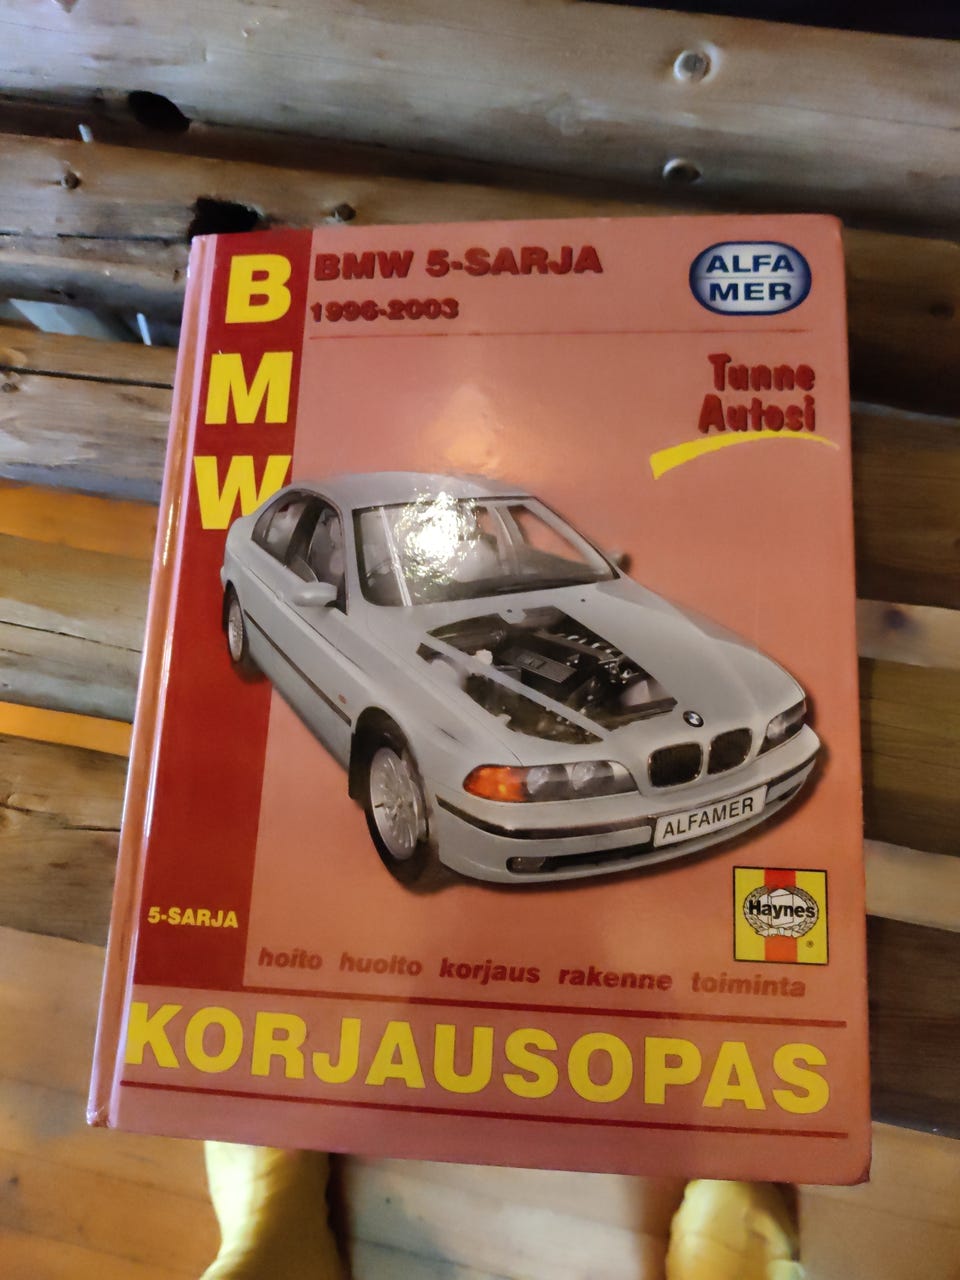 BMW
BMW 5-SARJA
1996-2003
ALFA
MER
Tunne
Autosi
ALFAMER
Haynes
®
5-SARJA
hoito huolto korjaus rakenne toiminta
KORJAUSOPAS